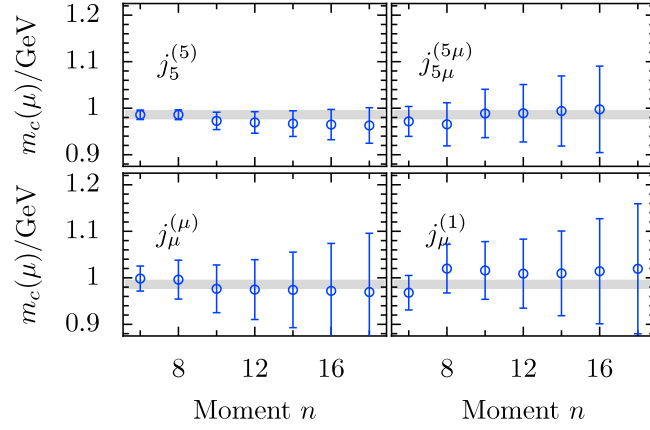 1.2
m_c(μ)/GeV 1.1
1
0.9
j_5^{(5)}
j_{5μ}^{(5μ)}
1.2
m_c(μ)/GeV 1.1
1
0.9
j_μ^{(μ)}
j_μ^{(1)}
8 12 16 8 12 16
Moment n Moment n